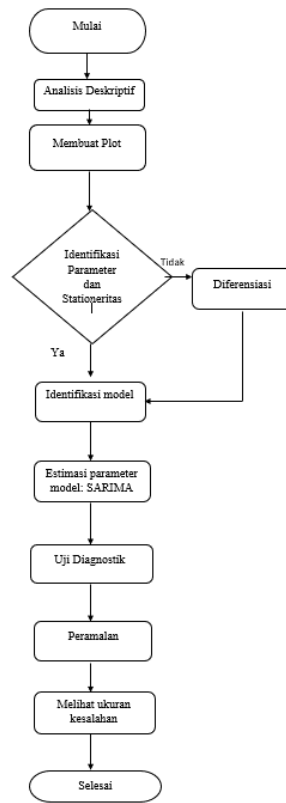 Mulai
Analisis Deskriptif
Membuat Plot
Identifikasi
Parameter
dan
Stationeritas
Tidak
Diferensiasi
Ya
Identifikasi model
Estimasi parameter
model: SARIMA
Uji Diagnostik
Peramalan
Melihat ukuran
kesalahan
Selesai